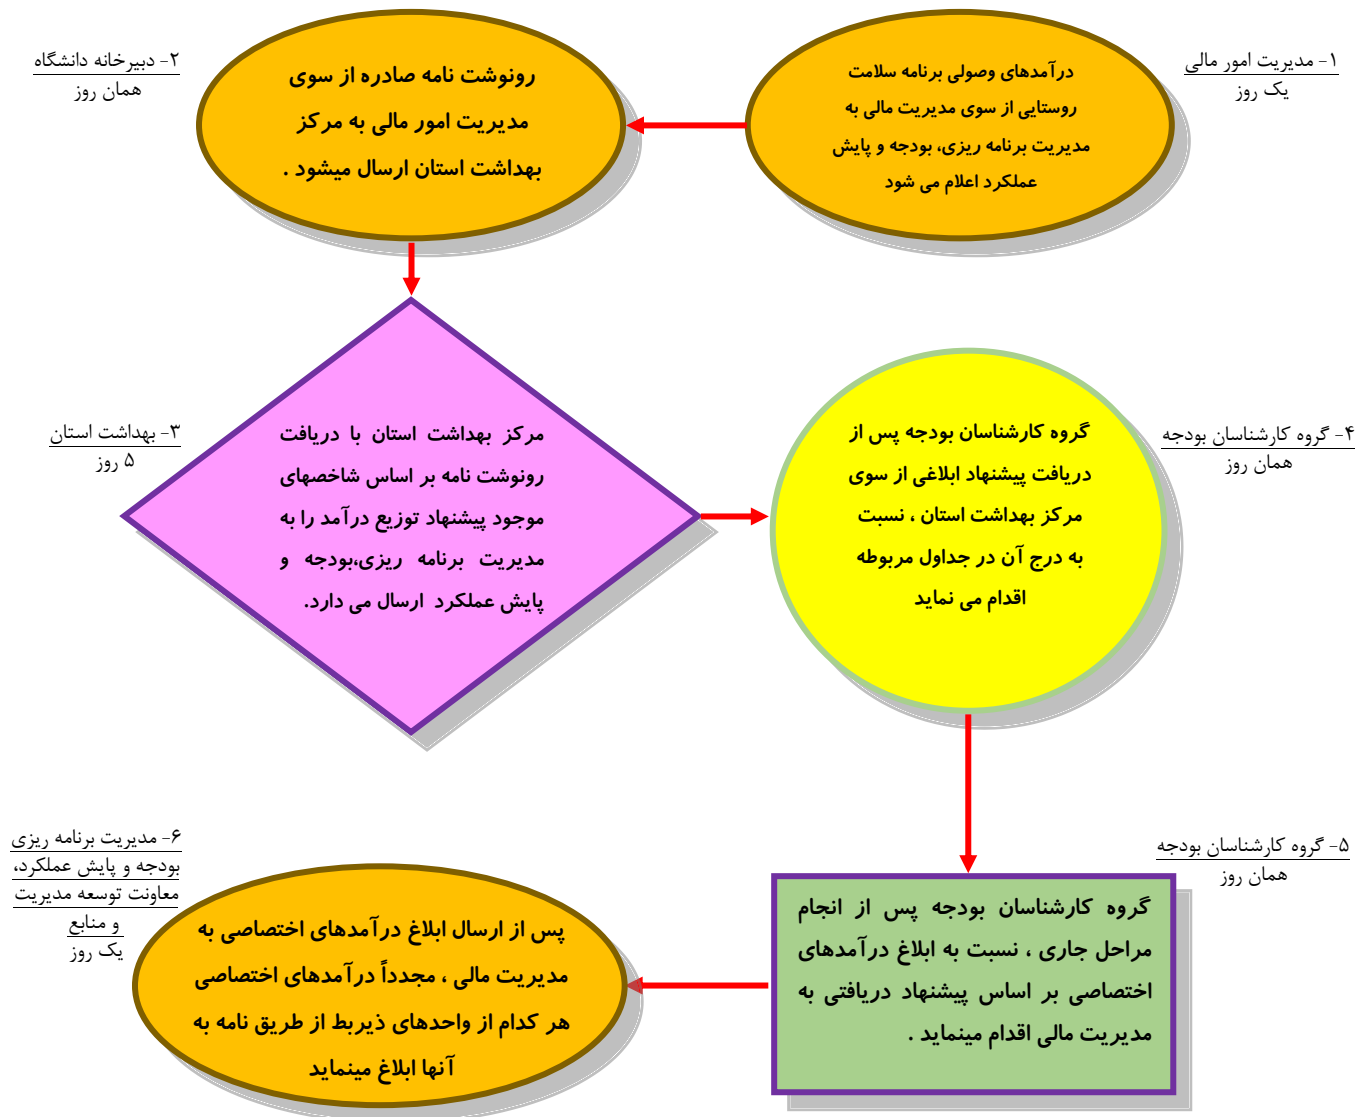 ۱- مدیریت امور مالی
یک روز
درآمدهای وصولی برنامه سلامت
روستایی از سوی مدیریت مالی به
مدیریت برنامه ریزی، بودجه و پایش
عملکرد اعلام می شود
۲- دبیرخانه دانشگاه
همان روز
رونوشت نامه صادره از سوی
مدیریت امور مالی به مرکز
بهداشت استان ارسال میشود .
۳- بهداشت استان
۵ روز
مرکز بهداشت استان با دریافت
رونوشت نامه بر اساس شاخصهای
موجود پیشنهاد توزیع درآمد را به
مدیریت برنامه ریزی،بودجه و
پایش عملکرد ارسال می دارد.
۴- گروه کارشناسان بودجه
همان روز
گروه کارشناسان بودجه پس از
دریافت پیشنهاد ابلاغی از سوی
مرکز بهداشت استان ، نسبت
به درج آن در جداول مربوطه
اقدام می نماید
۵- گروه کارشناسان بودجه
همان روز
گروه کارشناسان بودجه پس از انجام
مراحل جاری ، نسبت به ابلاغ درآمدهای
اختصاصی بر اساس پیشنهاد دریافتی به
مدیریت مالی اقدام مینماید .
۶- مدیریت برنامه ریزی
بودجه و پایش عملکرد،
معاونت توسعه مدیریت
و منابع
یک روز
پس از ارسال ابلاغ درآمدهای اختصاصی به
مدیریت مالی ، مجدداً درآمدهای اختصاصی
هر کدام از واحدهای ذیربط از طریق نامه به
آنها ابلاغ مینماید